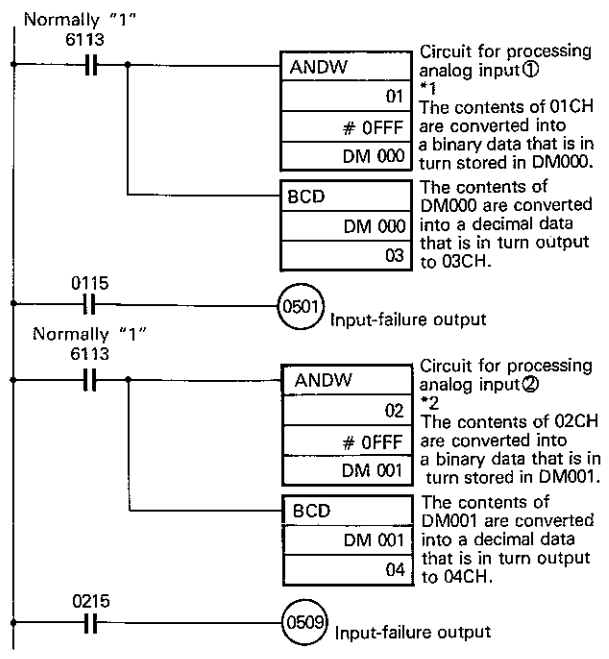 Normally "1"
6113
ANDW
01
# 0FFF
DM 000
Circuit for processing
analog input①
*1
The contents of 01CH
are converted into
a binary data that is in
turn stored in DM000.
BCD
DM 000
03
The contents of
DM000 are converted
into a decimal data
that is in turn output
to 03CH.
0115
0501
Input-failure output
Normally "1"
6113
ANDW
02
# 0FFF
DM 001
Circuit for processing
analog input②
*2
The contents of 02CH
are converted into
a binary data that is in
turn stored in DM001.
BCD
DM 001
04
The contents of
DM001 are converted
into a decimal data
that is in turn output
to 04CH.
0215
0509
Input-failure output